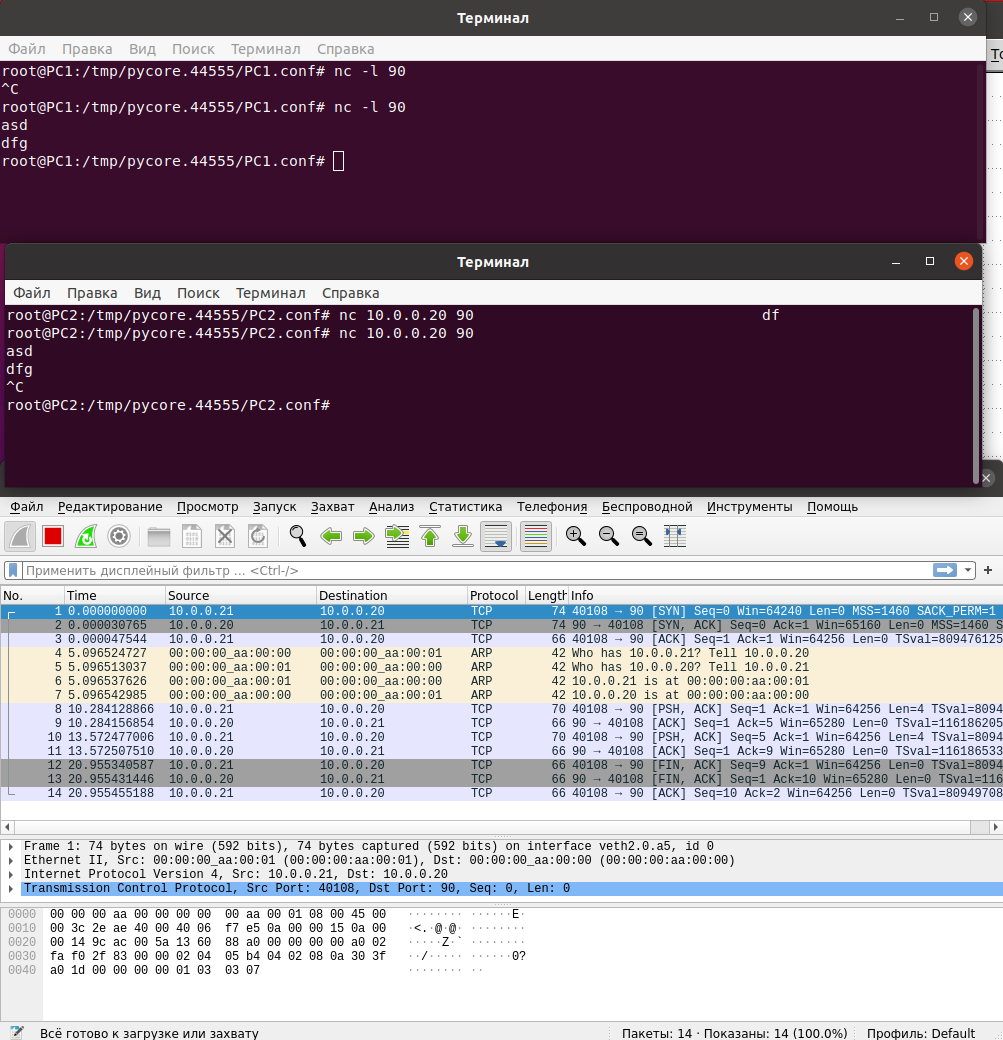 Терминал
Файл Правка Вид Поиск Терминал Справка
root@PC1:/tmp/pycore.44555/PC1.conf# nc -l 90
^C
root@PC1:/tmp/pycore.44555/PC1.conf# nc -l 90
asd
dfg
root@PC1:/tmp/pycore.44555/PC1.conf#
Терминал
Файл Правка Вид Поиск Терминал Справка
root@PC2:/tmp/pycore.44555/PC2.conf# nc 10.0.0.20 90 df
root@PC2:/tmp/pycore.44555/PC2.conf# nc 10.0.0.20 90
asd
dfg
^C
root@PC2:/tmp/pycore.44555/PC2.conf#
Файл Редактирование Просмотр Запуск Захват Анализ Статистика Телефония Беспроводной Инструменты Помощь
Применить дисплейный фильтр ... <Ctrl-/>
No. Time Source Destination Protocol Length Info
1 0.000000000 10.0.0.21 10.0.0.20 TCP 74 40108 → 90 [SYN] Seq=0 Win=64240 Len=0 MSS=1460 SACK_PERM=1
2 0.000030765 10.0.0.20 10.0.0.21 TCP 74 90 → 40108 [SYN, ACK] Seq=0 Ack=1 Win=65160 Len=0 MSS=1460 S
3 0.000047544 10.0.0.21 10.0.0.20 TCP 66 40108 → 90 [ACK] Seq=1 Ack=1 Win=64256 Len=0 TSval=809476125
4 5.096524727 00:00:00_aa:00:00 00:00:00_aa:00:01 ARP 42 Who has 10.0.0.21? Tell 10.0.0.20
5 5.096513037 00:00:00_aa:00:01 00:00:00_aa:00:00 ARP 42 Who has 10.0.0.20? Tell 10.0.0.21
6 5.096537626 00:00:00_aa:00:01 00:00:00_aa:00:00 ARP 42 10.0.0.21 is at 00:00:00:aa:00:01
7 5.096542985 00:00:00_aa:00:00 00:00:00_aa:00:01 ARP 42 10.0.0.20 is at 00:00:00:aa:00:00
8 10.284128866 10.0.0.21 10.0.0.20 TCP 70 40108 → 90 [PSH, ACK] Seq=1 Ack=1 Win=64256 Len=4 TSval=8094
9 10.284156854 10.0.0.20 10.0.0.21 TCP 66 90 → 40108 [ACK] Seq=1 Ack=5 Win=65280 Len=0 TSval=116186205
10 13.572477006 10.0.0.21 10.0.0.20 TCP 70 40108 → 90 [PSH, ACK] Seq=5 Ack=1 Win=64256 Len=4 TSval=8094
11 13.572507510 10.0.0.20 10.0.0.21 TCP 66 90 → 40108 [ACK] Seq=1 Ack=9 Win=65280 Len=0 TSval=116186533
12 20.955340587 10.0.0.21 10.0.0.20 TCP 66 40108 → 90 [FIN, ACK] Seq=9 Ack=1 Win=64256 Len=0 TSval=8094
13 20.955431446 10.0.0.20 10.0.0.21 TCP 66 90 → 40108 [FIN, ACK] Seq=1 Ack=10 Win=65280 Len=0 TSval=116
14 20.955455188 10.0.0.21 10.0.0.20 TCP 66 40108 → 90 [ACK] Seq=10 Ack=2 Win=64256 Len=0 TSval=80949708
Frame 1: 74 bytes on wire (592 bits), 74 bytes captured (592 bits) on interface veth2.0.a5, id 0
Ethernet II, Src: 00:00:00_aa:00:01 (00:00:00:aa:00:01), Dst: 00:00:00_aa:00:00 (00:00:00:aa:00:00)
Internet Protocol Version 4, Src: 10.0.0.21, Dst: 10.0.0.20
Transmission Control Protocol, Src Port: 40108, Dst Port: 90, Seq: 0, Len: 0
0000 00 00 00 aa 00 00 00 00 00 aa 00 01 08 00 45 00 ········ ······E·
0010 00 3c 2e ae 40 00 40 06 f7 e5 0a 00 00 15 0a 00 ·<.·@·@· ········
0020 00 14 9c ac 00 5a 13 60 88 a0 00 00 00 00 a0 02 ·····Z·` ········
0030 fa f0 2f 83 00 00 02 04 05 b4 04 02 08 0a 30 3f ··/····· ······0?
0040 a0 1d 00 00 00 00 01 03 03 07 ········ ··
Всё готово к загрузке или захвату Пакеты: 14 · Показаны: 14 (100.0%) Профиль: Default